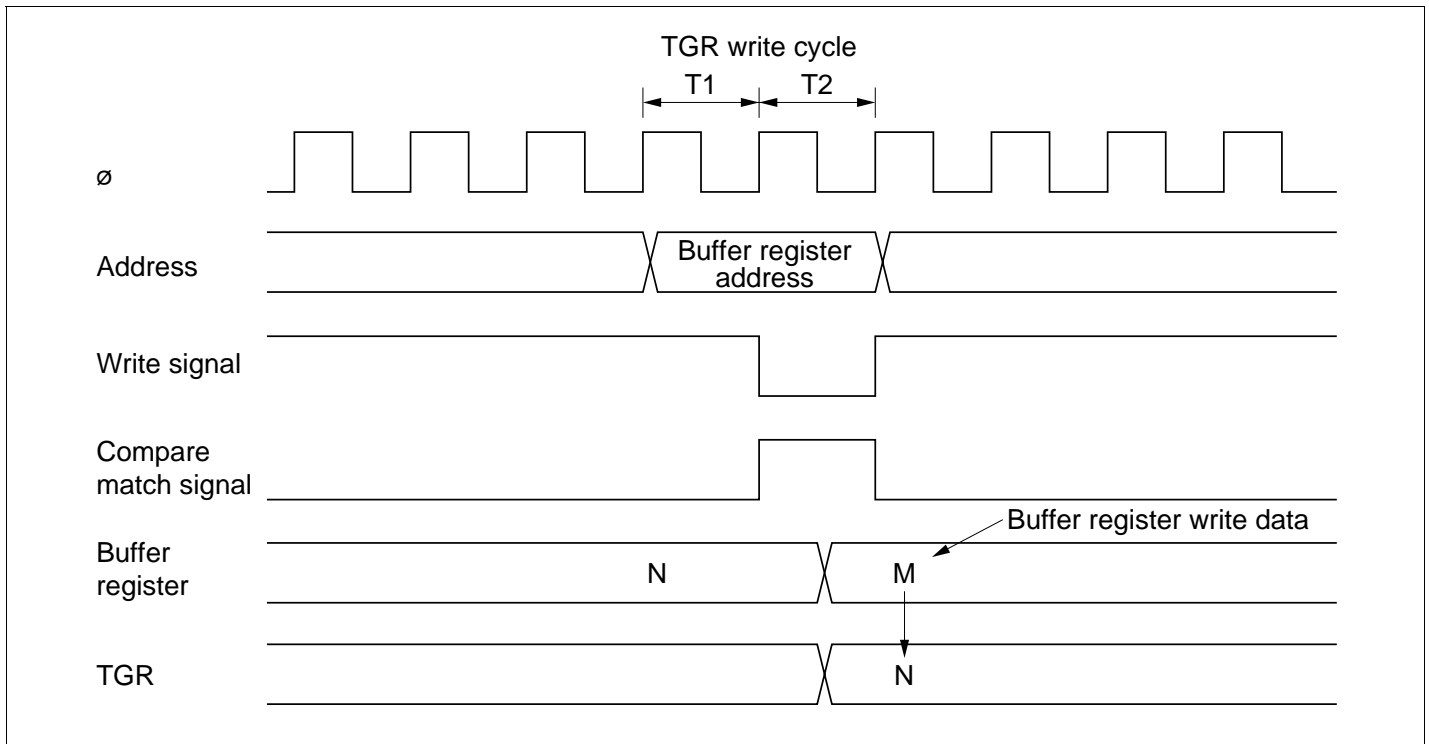 TGR write cycle
T1 T2
ø
Address
Buffer register
address
Write signal
Compare
match signal
Buffer register write data
Buffer
register
N M
TGR
N